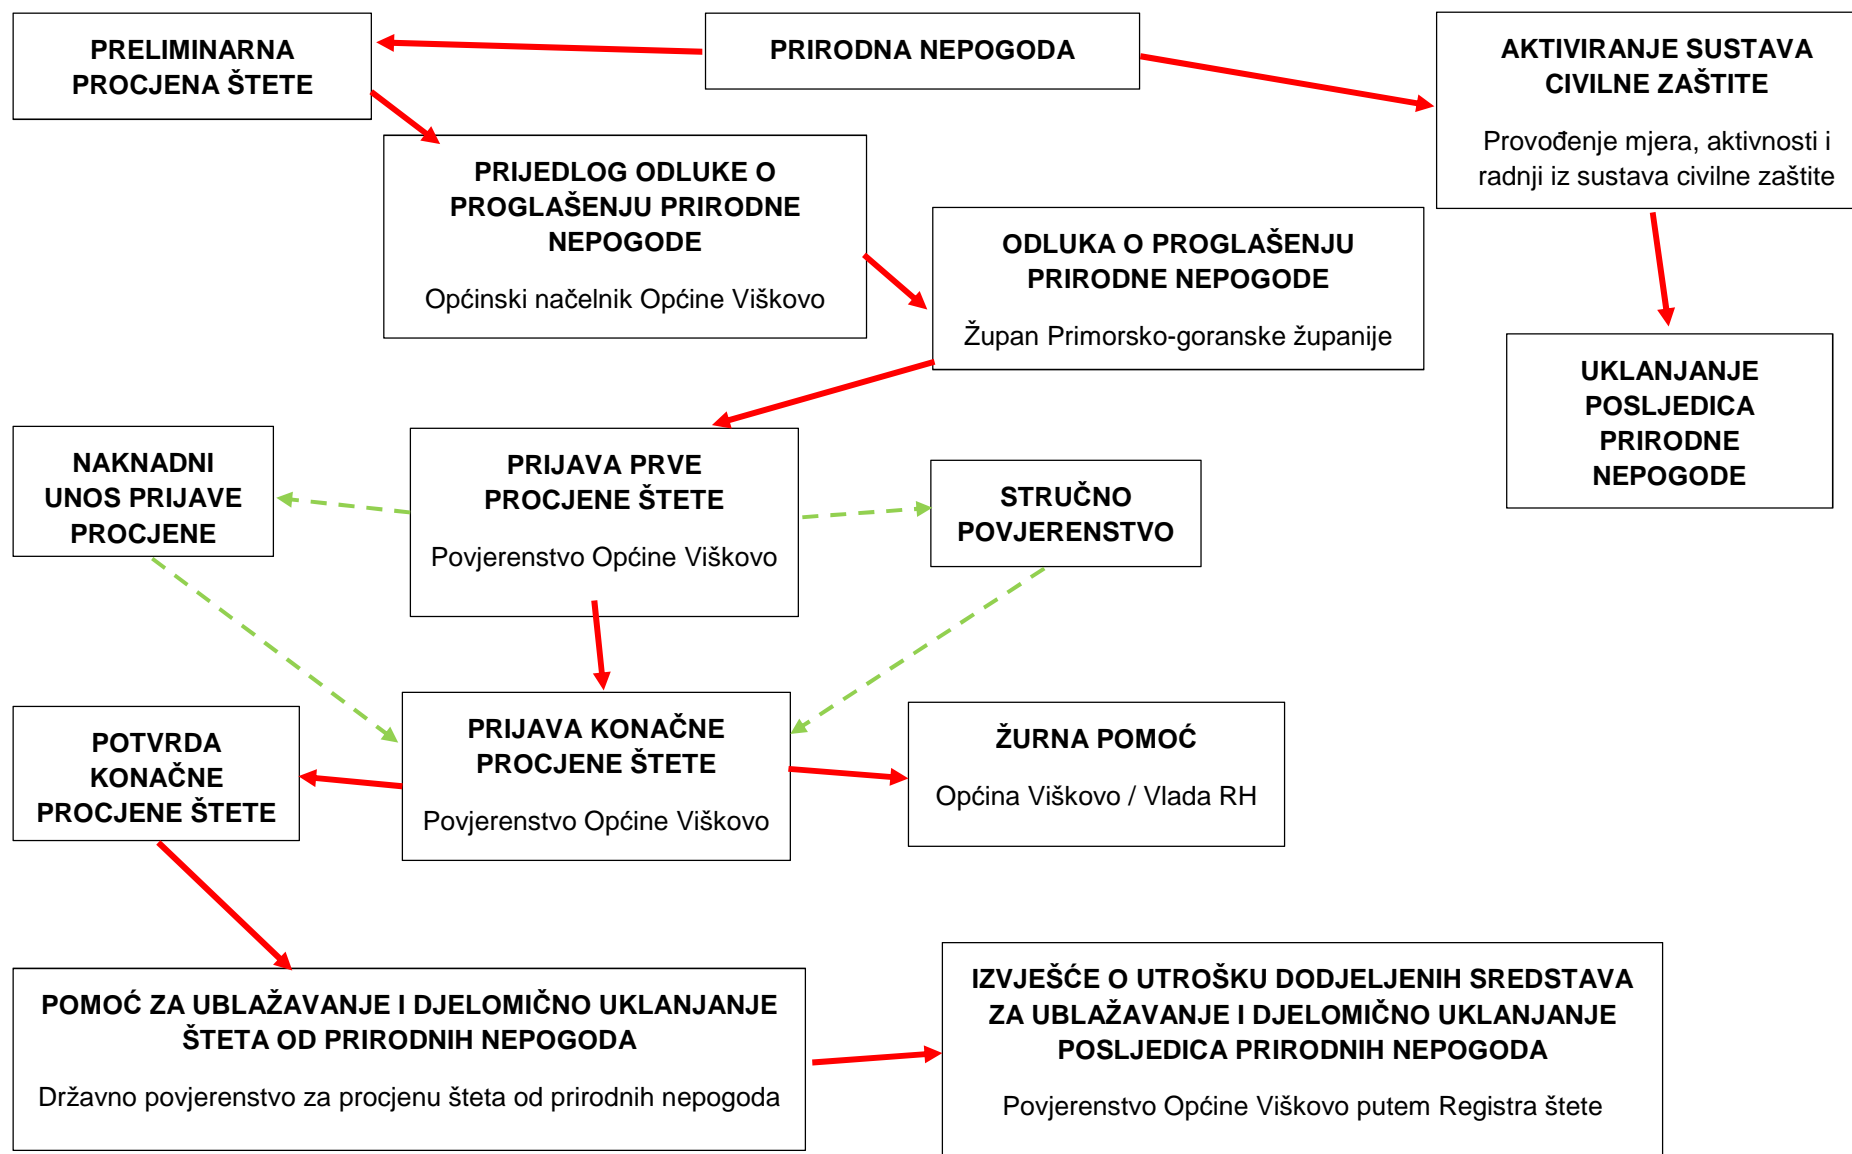 PRELIMINARNA
PROCJENA ŠTETE
PRIRODNA NEPOGODA
AKTIVIRANJE SUSTAVA
CIVILNE ZAŠTITE
Provođenje mjera, aktivnosti i
radnji iz sustava civilne zaštite
PRIJEDLOG ODLUKE O
PROGLAŠENJU PRIRODNE
NEPOGODE
Općinski načelnik Općine Viškovo
ODLUKA O PROGLAŠENJU
PRIRODNE NEPOGODE
Župan Primorsko-goranske županije
UKLANJANJE
POSLJEDICA
PRIRODNE
NEPOGODE
NAKNADNI
UNOS PRIJAVE
PROCJENE
PRIJAVA PRVE
PROCJENE ŠTETE
Povjerenstvo Općine Viškovo
STRUČNO
POVJERENSTVO
POTVRDA
KONAČNE
PROCJENE ŠTETE
PRIJAVA KONAČNE
PROCJENE ŠTETE
Povjerenstvo Općine Viškovo
ŽURNA POMOĆ
Općina Viškovo / Vlada RH
POMOĆ ZA UBLAŽAVANJE I DJELOMIČNO UKLANJANJE
ŠTETA OD PRIRODNIH NEPOGODA
Državno povjerenstvo za procjenu šteta od prirodnih nepogoda
IZVJEŠĆE O UTROŠKU DODJELJENIH SREDSTAVA
ZA UBLAŽAVANJE I DJELOMIČNO UKLANJANJE
POSLJEDICA PRIRODNIH NEPOGODA
Povjerenstvo Općine Viškovo putem Registra štete